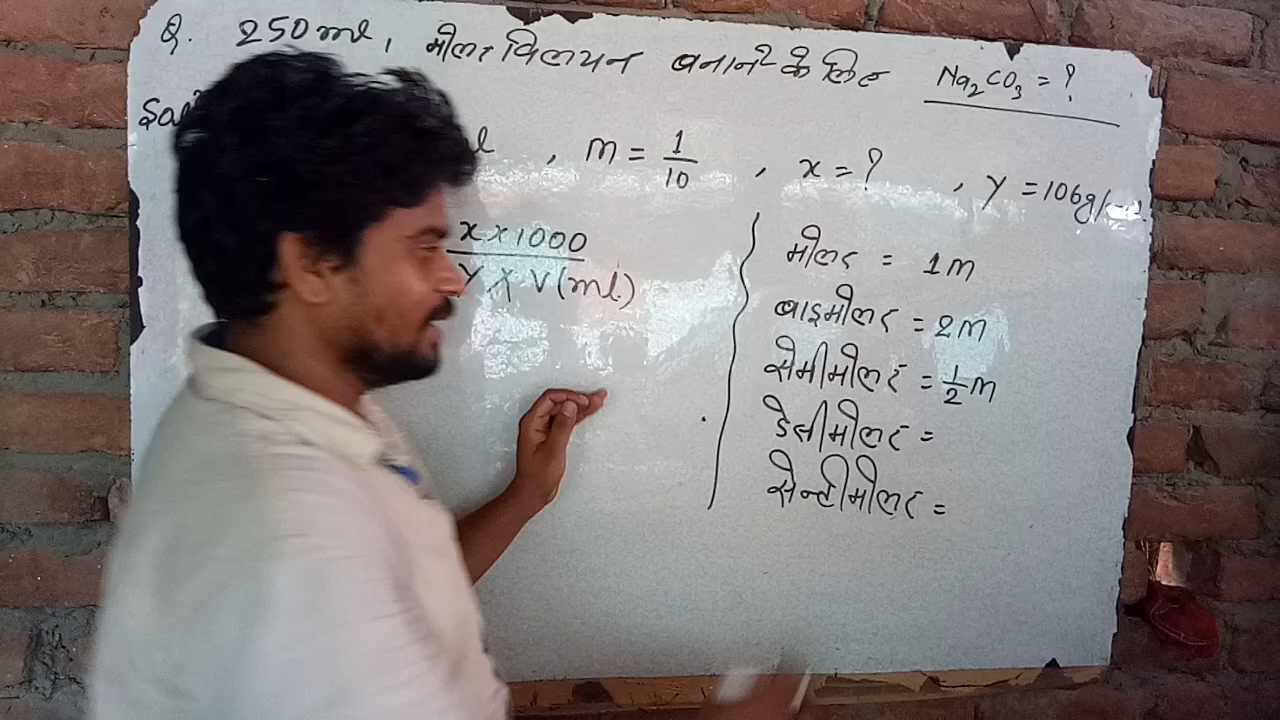 Q. 250ml, मोलर विलयन बनाने के लिए Na₂CO₃ = ?
l , M = 1/10 , x = ? , Y = 106g/
x × 1000
Y × V(ml)
मोलर = 1M
बाइमोलर = 2M
सेमीमोलर = 1/2 M
डेसीमोलर =
सेन्टीमोलर =